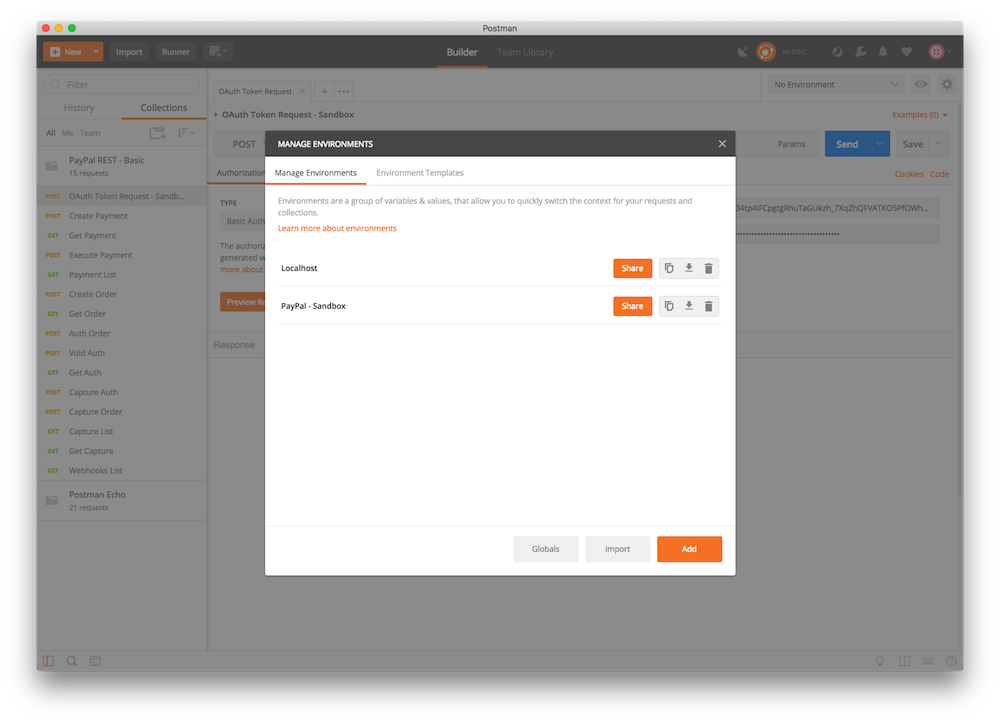 Postman
New
Import
Runner
Builder
Team Library
IN SYNC
Filter
History
Collections
All Me Team
PayPal REST - Basic
15 requests
POST OAuth Token Request - Sandb...
POST Create Payment
GET Get Payment
POST Execute Payment
GET Payment List
POST Create Order
GET Get Order
POST Auth Order
POST Void Auth
GET Get Auth
POST Capture Auth
POST Capture Order
GET Capture List
GET Get Capture
GET Webhooks List
Postman Echo
21 requests
OAuth Token Request
No Environment
OAuth Token Request - Sandbox
Examples (0)
POST
Params
Send
Save
Authorization
Cookies Code
TYPE
Basic Auth
The authoriz
generated w
more about
Preview Re
Response
MANAGE ENVIRONMENTS
Manage Environments
Environment Templates
Environments are a group of variables & values, that allow you to quickly switch the context for your requests and
collections.
Learn more about environments
Localhost
Share
PayPal - Sandbox
Share
Globals
Import
Add